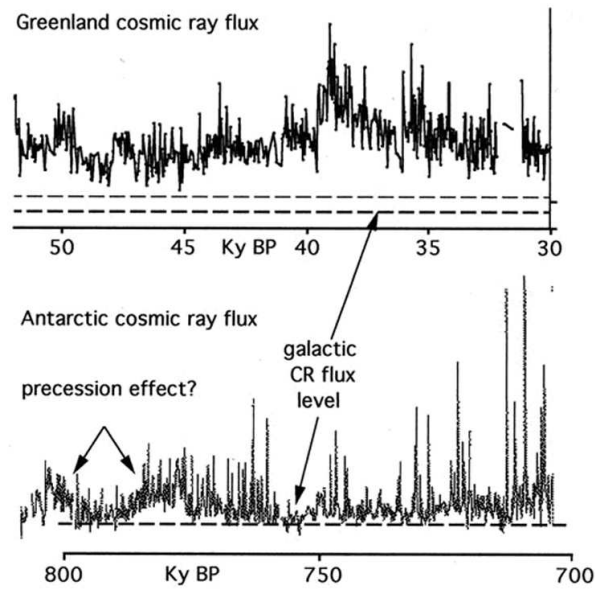 Greenland cosmic ray flux
50 45 Ky BP 40 35 30
Antarctic cosmic ray flux
galactic
CR flux
level
precession effect?
800 Ky BP 750 700